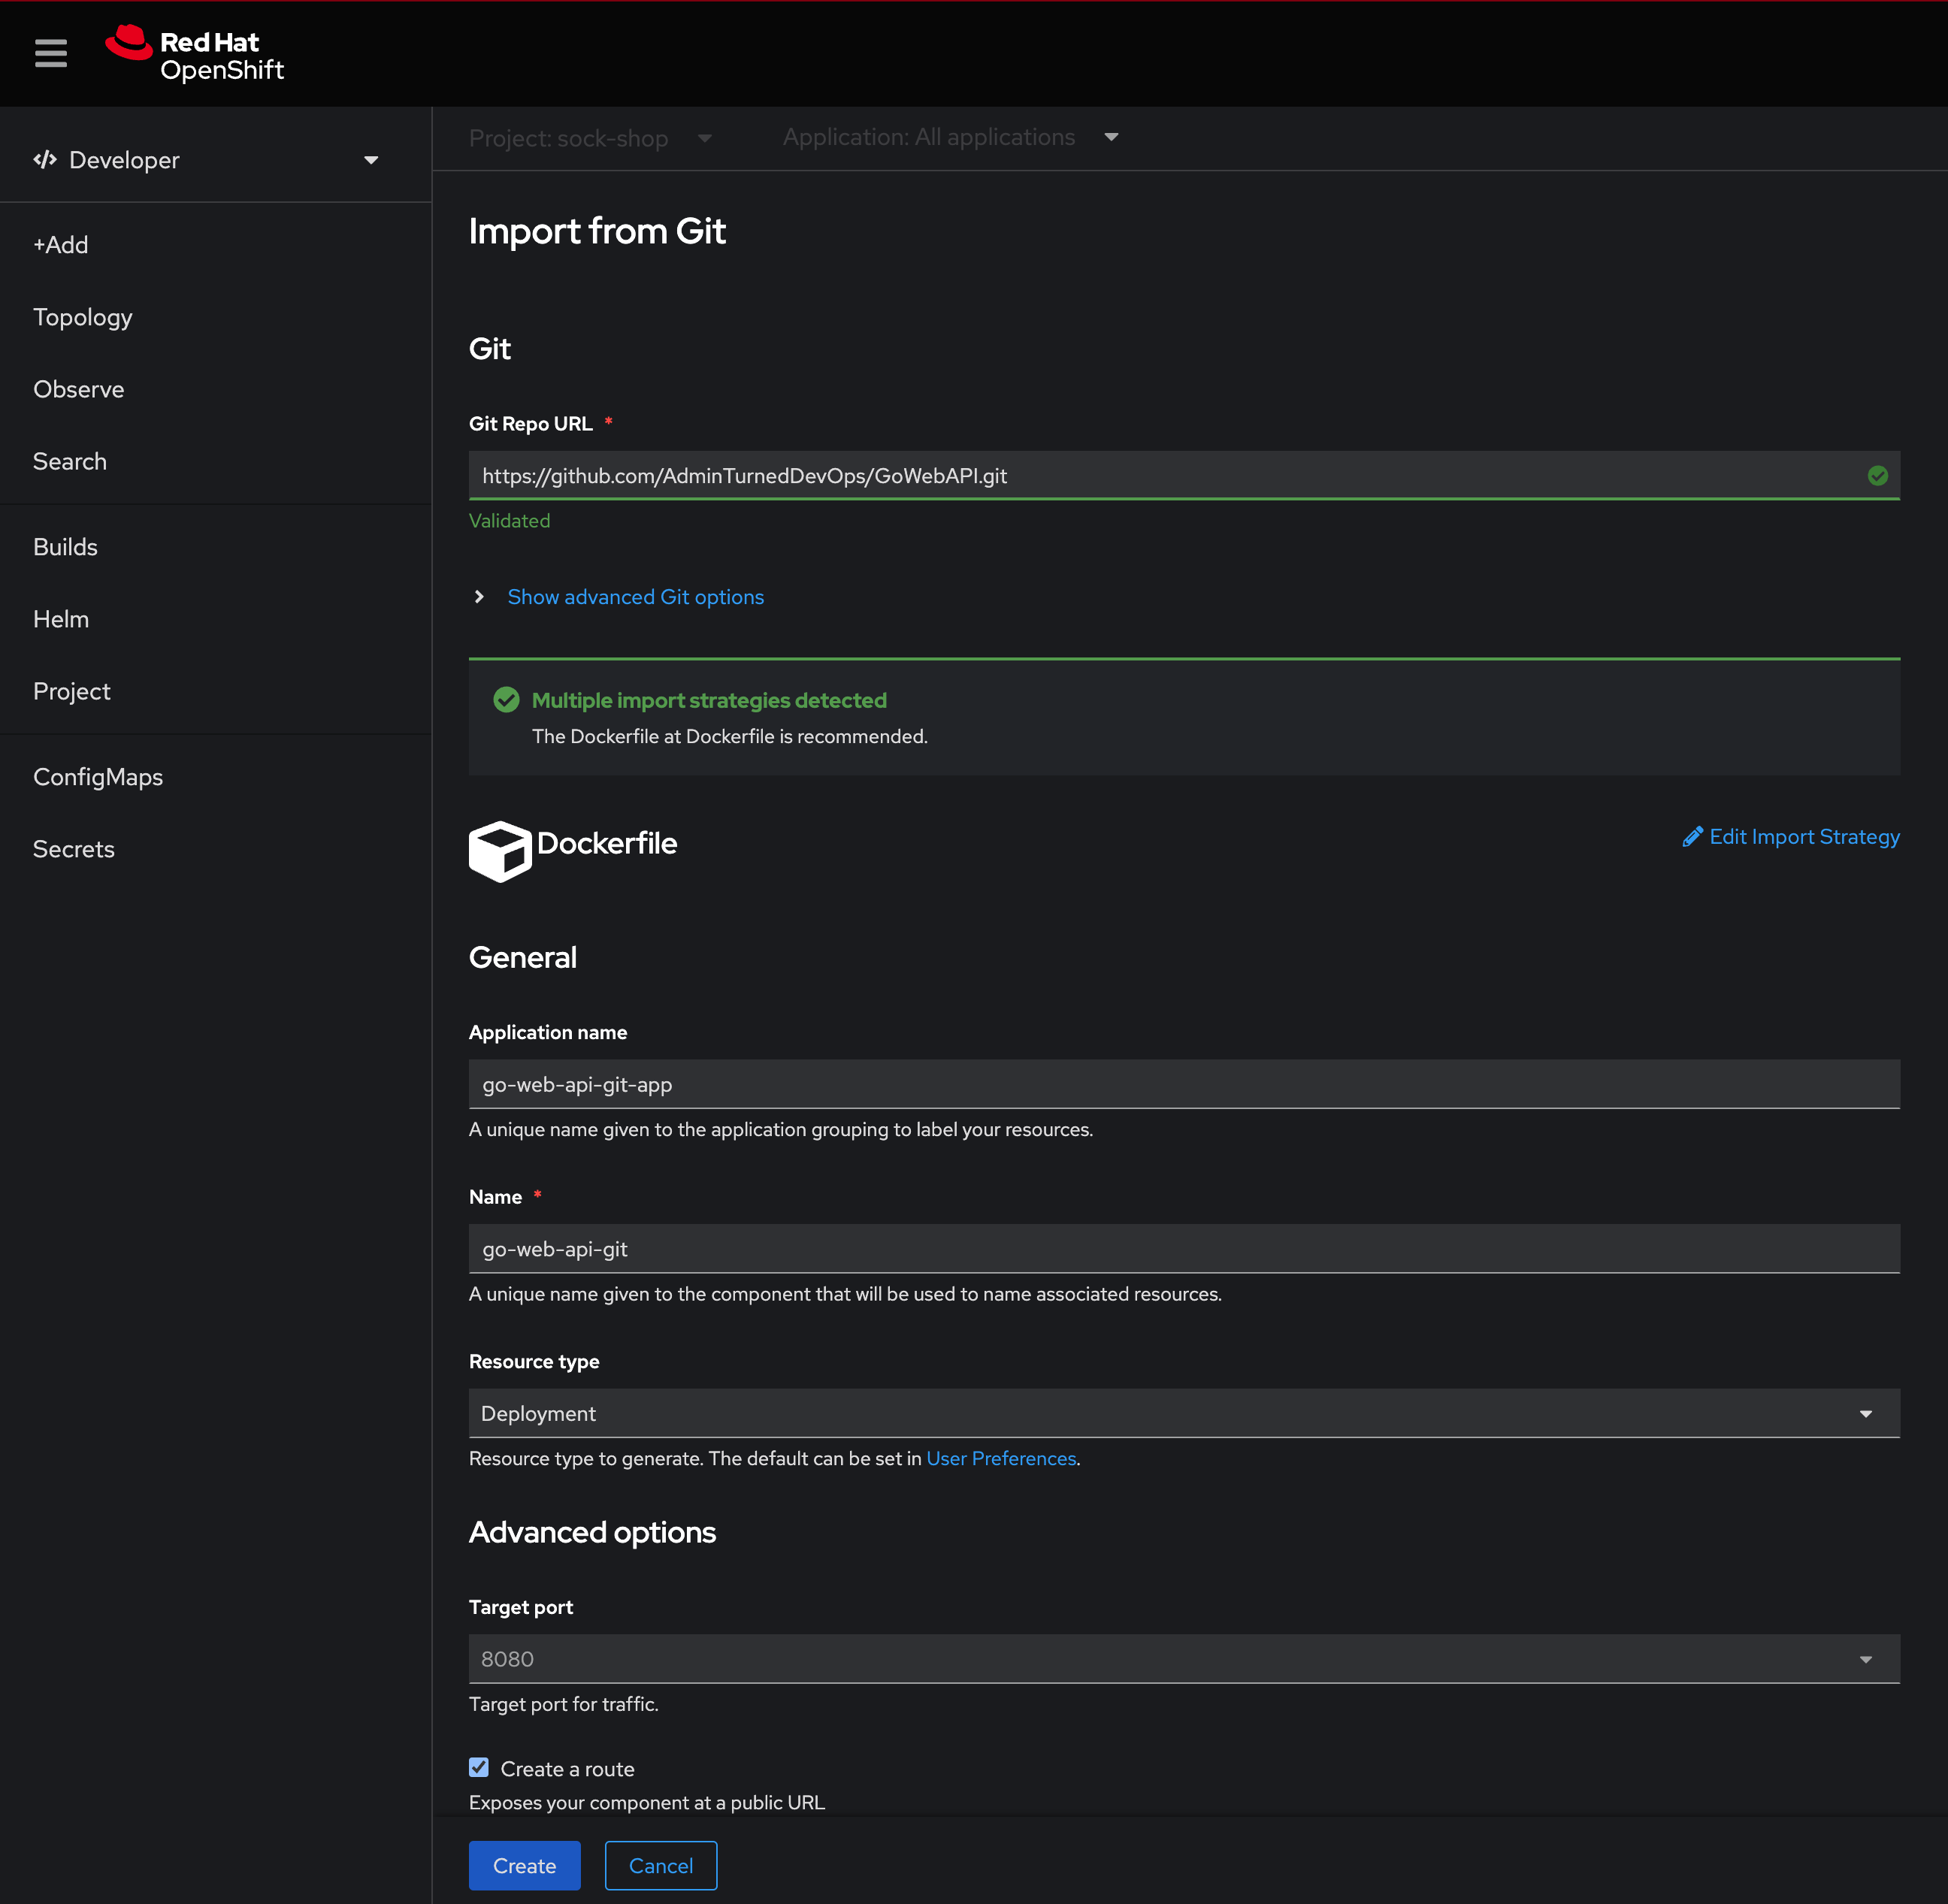 Red Hat
OpenShift
Developer
+Add
Topology
Observe
Search
Builds
Helm
Project
ConfigMaps
Secrets
Project: sock-shop
Application: All applications
Import from Git
Git
Git Repo URL *
https://github.com/AdminTurnedDevOps/GoWebAPI.git
Validated
Show advanced Git options
Multiple import strategies detected
The Dockerfile at Dockerfile is recommended.
Dockerfile
Edit Import Strategy
General
Application name
go-web-api-git-app
A unique name given to the application grouping to label your resources.
Name *
go-web-api-git
A unique name given to the component that will be used to name associated resources.
Resource type
Deployment
Resource type to generate. The default can be set in User Preferences.
Advanced options
Target port
8080
Target port for traffic.
Create a route
Exposes your component at a public URL
Create
Cancel